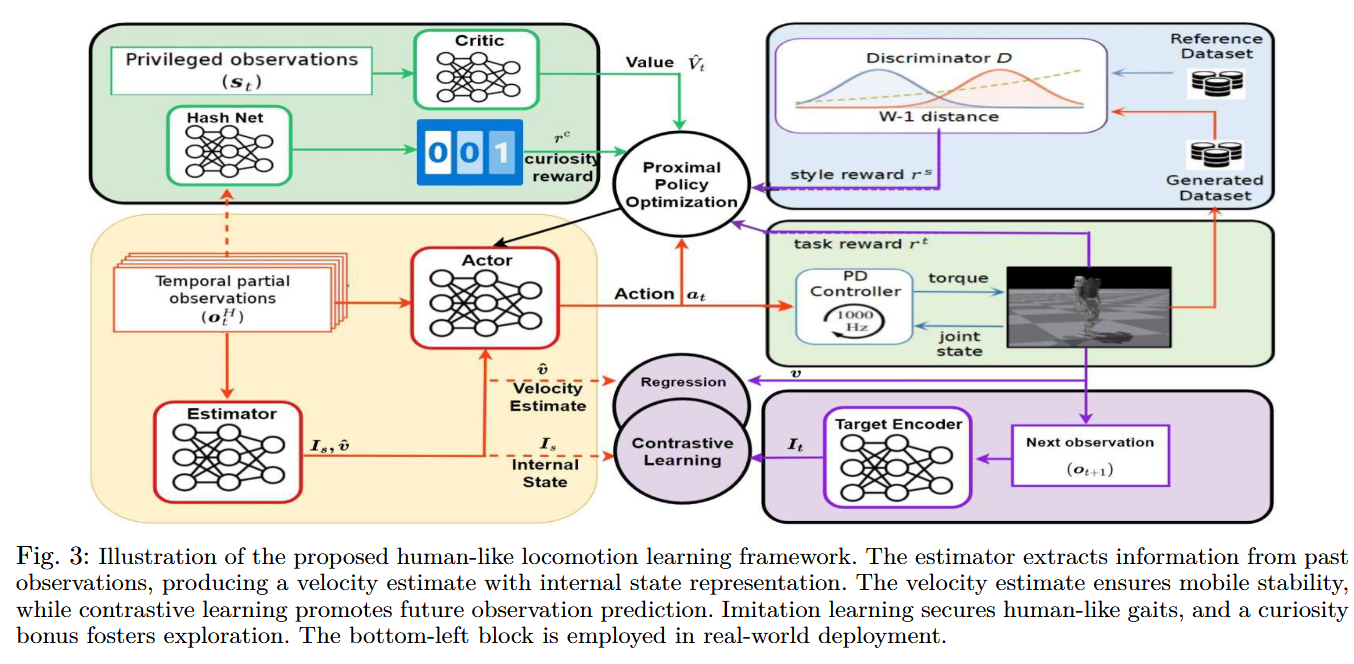 Privileged observations
(s_t)
Critic
Value V̂_t
Hash Net
0 0 1
r^c
curiosity
reward
Proximal
Policy
Optimization
Discriminator D
W-1 distance
Reference
Dataset
Generated
Dataset
style reward r^s
task reward r^t
Temporal partial
observations
(o_t^H)
Actor
Action a_t
PD
Controller
1000
Hz
torque
joint
state
Estimator
I_s, v̂
v̂
Velocity
Estimate
I_s
Internal
State
Regression
Contrastive
Learning
v
I_t
Target Encoder
Next observation
(o_{t+1})
Fig. 3: Illustration of the proposed human-like locomotion learning framework. The estimator extracts information from past
observations, producing a velocity estimate with internal state representation. The velocity estimate ensures mobile stability,
while contrastive learning promotes future observation prediction. Imitation learning secures human-like gaits, and a curiosity
bonus fosters exploration. The bottom-left block is employed in real-world deployment.